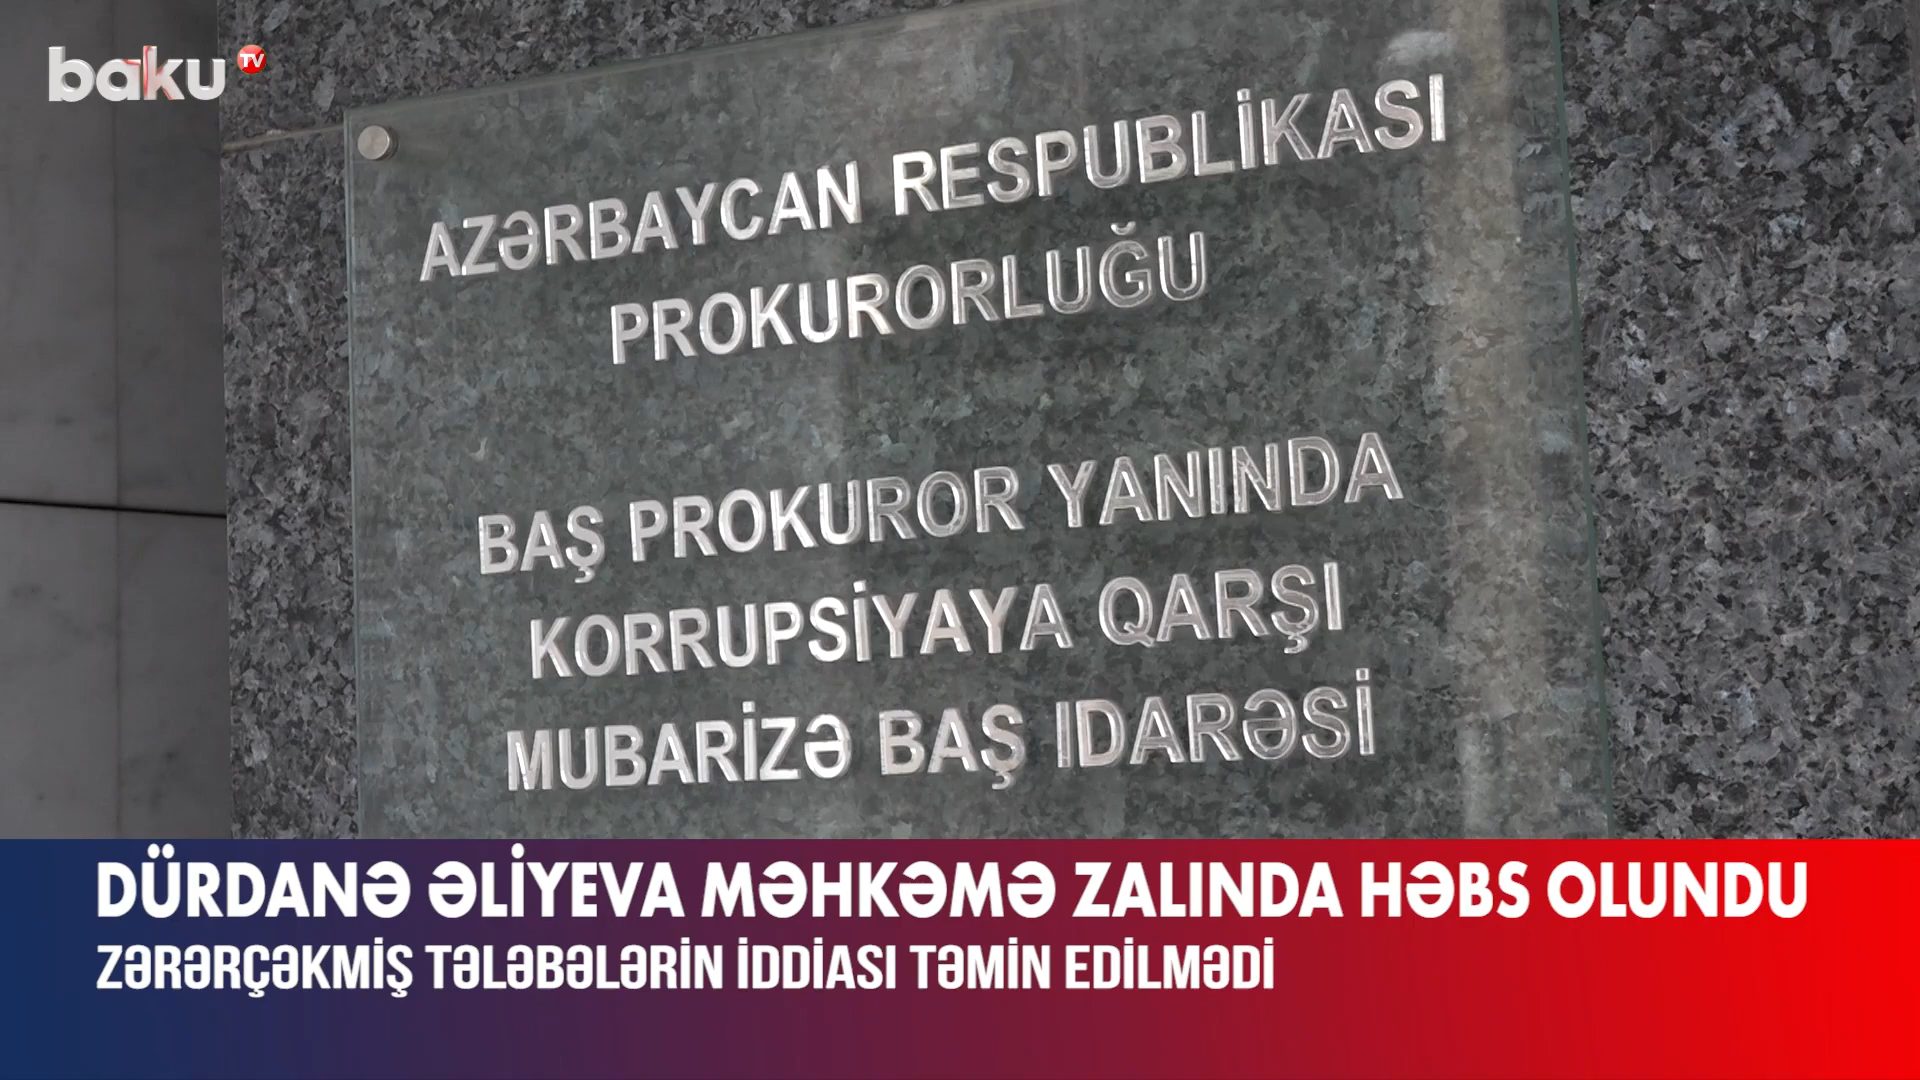 baku TV
AZƏRBAYCAN RESPUBLİKASI
PROKURORLUĞU
BAŞ PROKUROR YANINDA
KORRUPSİYAYA QARŞI
MUBARİZƏ BAŞ IDARƏSİ
DÜRDANƏ ƏLİYEVA MƏHKƏMƏ ZALINDA HƏBS OLUNDU
ZƏRƏRÇƏKMİŞ TƏLƏBƏLƏRİN İDDİASI TƏMİN EDİLMƏDİ